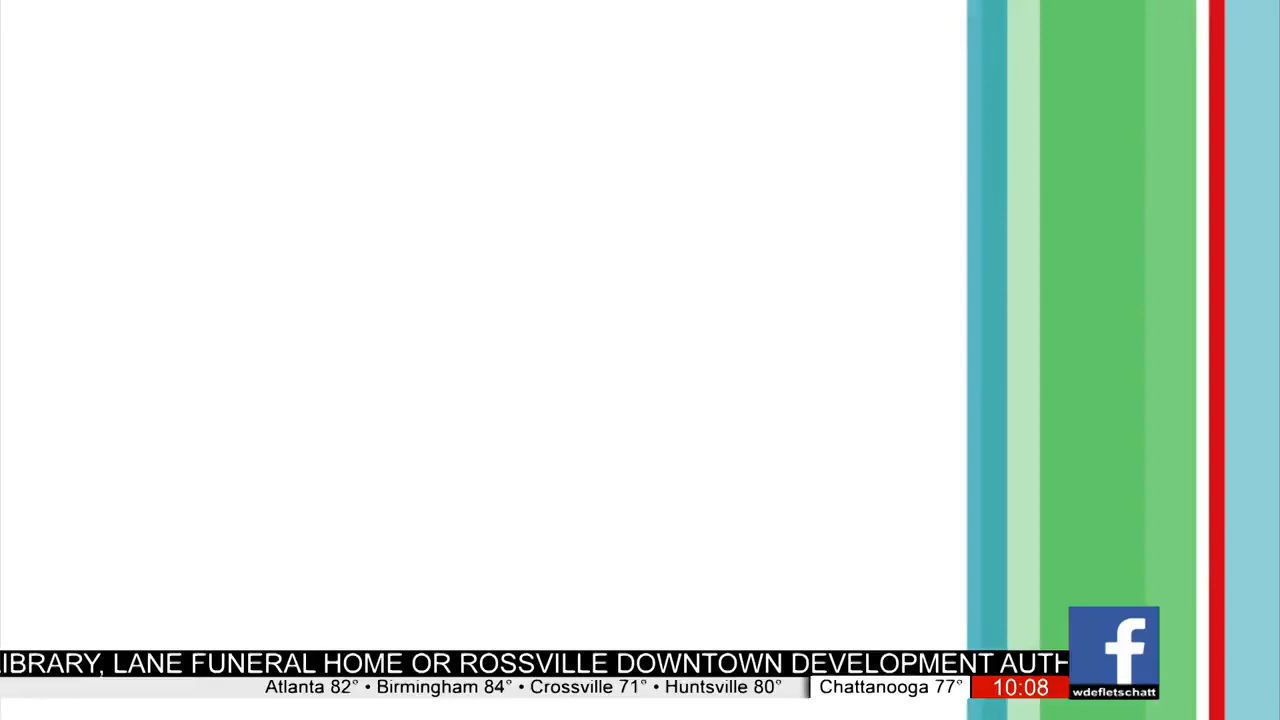 LIBRARY, LANE FUNERAL HOME OR ROSSVILLE DOWNTOWN DEVELOPMENT AUTH
Atlanta 82° • Birmingham 84° • Crossville 71° • Huntsville 80° Chattanooga 77° 10:08
f
wdefletschatt